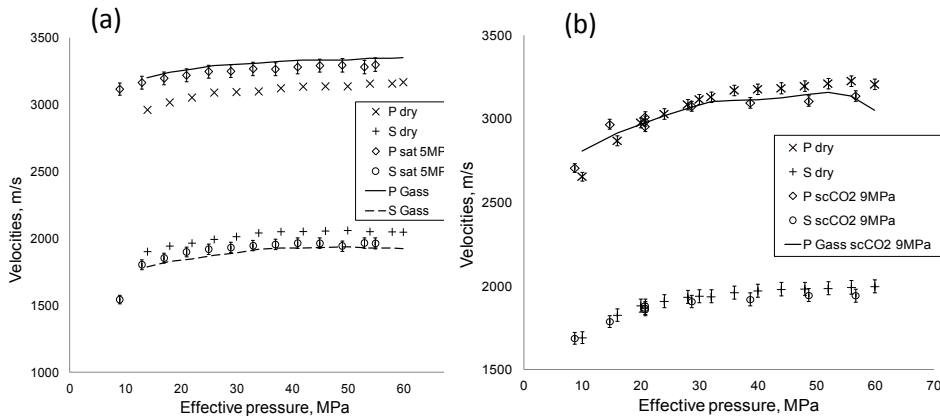 (a)
3500
3000
2500
2000
1500
1000
0
10
20
30
40
50
60
Velocities, m/s
Effective pressure, MPa
P dry
S dry
P sat 5MP
S sat 5MP
P Gass
S Gass
(b)
3500
3000
2500
2000
1500
0
10
20
30
40
50
60
70
Velocities, m/s
Effective pressure, MPa
P dry
S dry
P scCO2 9MPa
S scCO2 9MPa
P Gass scCO2 9MPa